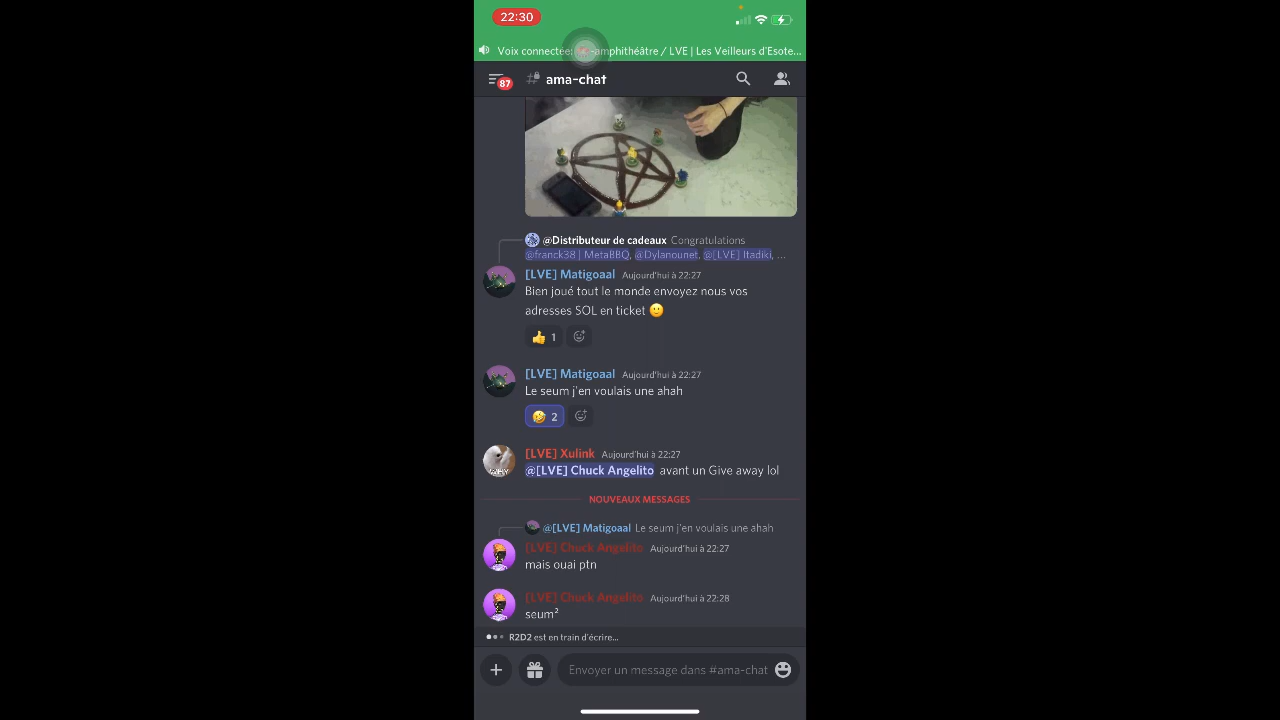 22:30
Voix connectée: -amphithéâtre / LVE | Les Veilleurs d'Esote...
87
ama-chat
@Distributeur de cadeaux Congratulations
@franck38 | MetaBBQ, @Dylanounet, @[LVE] Itadiki, ...
[LVE] Matigoaal Aujourd'hui à 22:27
Bien joué tout le monde envoyez nous vos
adresses SOL en ticket 🙂
👍 1
[LVE] Matigoaal Aujourd'hui à 22:27
Le seum j'en voulais une ahah
🤣 2
[LVE] Xulink Aujourd'hui à 22:27
@[LVE] Chuck Angelito avant un Give away lol
NOUVEAUX MESSAGES
@[LVE] Matigoaal Le seum j'en voulais une ahah
[LVE] Chuck Angelito Aujourd'hui à 22:27
mais ouai ptn
[LVE] Chuck Angelito Aujourd'hui à 22:28
seum²
R2D2 est en train d'écrire...
Envoyer un message dans #ama-chat